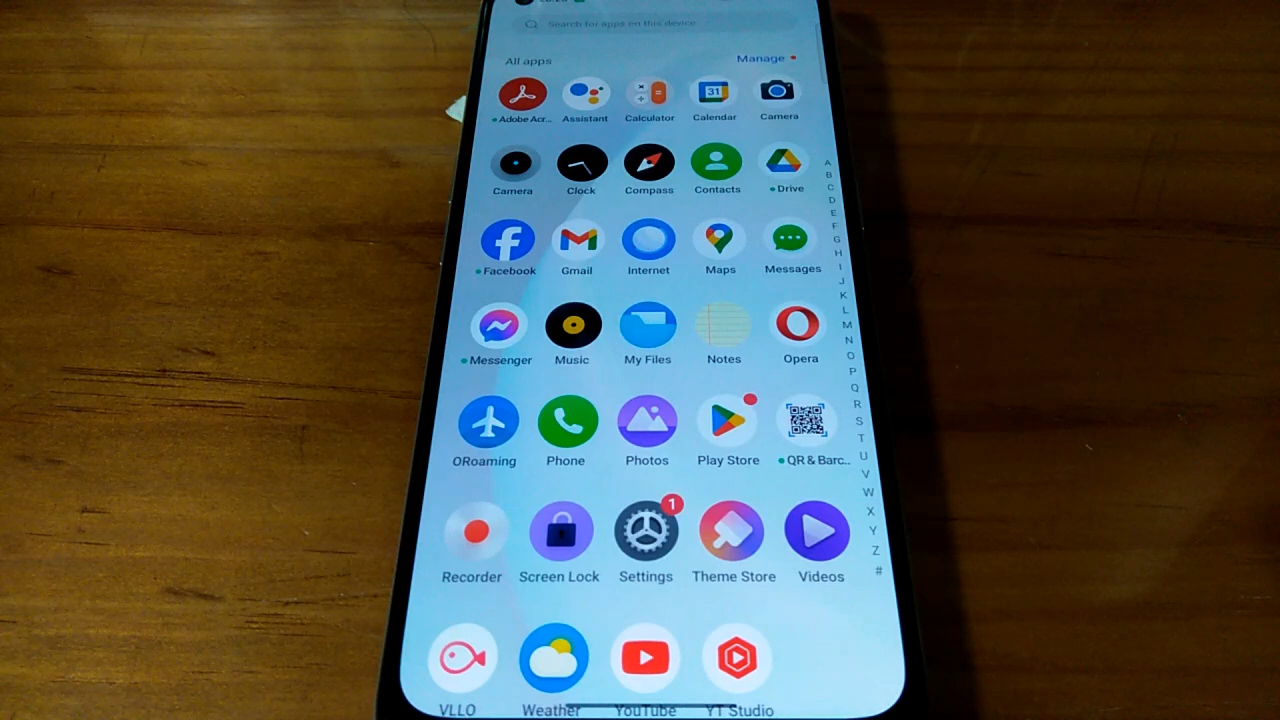 Search for apps on this device
All apps
Manage
31
Adobe Acr...
Assistant
Calculator
Calendar
Camera
Camera
Clock
Compass
Contacts
Drive
Facebook
Gmail
Internet
Maps
Messages
Messenger
Music
My Files
Notes
Opera
ORoaming
Phone
Photos
Play Store
QR & Barc..
1
Recorder
Screen Lock
Settings
Theme Store
Videos
VLLO
Weather
YouTube
YT Studio
A
B
C
D
E
F
G
H
I
J
K
L
M
N
O
P
Q
R
S
T
U
V
W
X
Y
Z
#